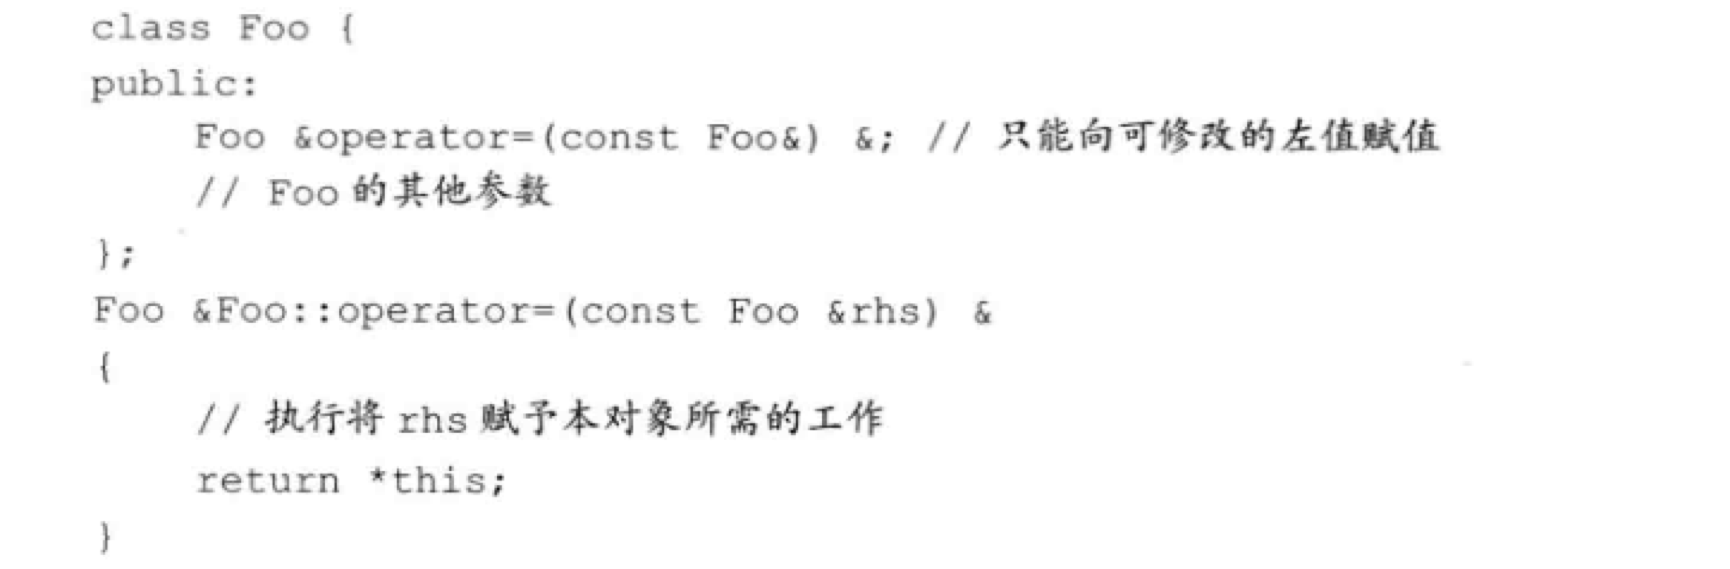 class Foo {
public:
    Foo &operator=(const Foo&) &; // 只能向可修改的左值赋值
    // Foo 的其他参数
};
Foo &Foo::operator=(const Foo &rhs) &
{
    // 执行将 rhs 赋予本对象所需的工作
    return *this;
}